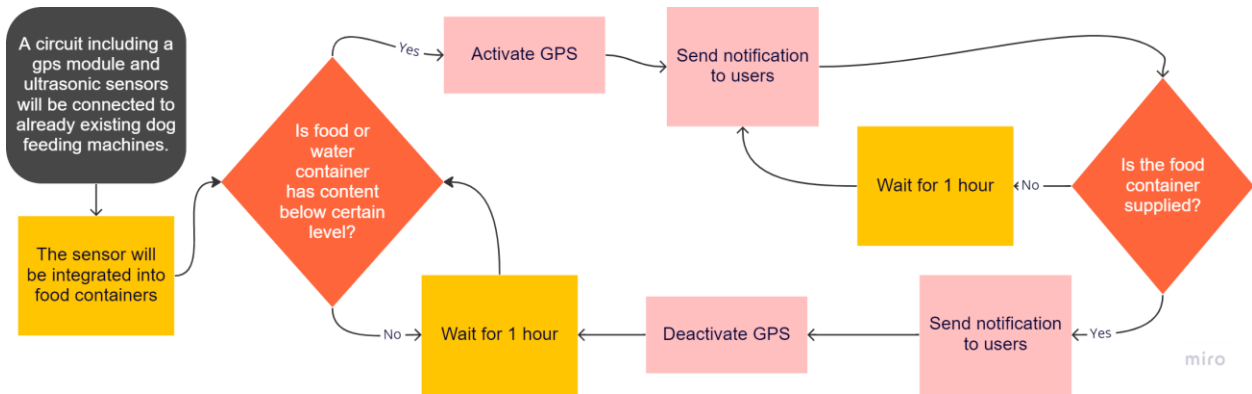 A circuit including a
gps module and
ultrasonic sensors
will be connected to
already existing dog
feeding machines.
The sensor will
be integrated into
food containers
Is food or
water
container
has content
below certain
level?
Yes
Activate GPS
Send notification
to users
Is the food
container
supplied?
No
Wait for 1 hour
Yes
Send notification
to users
Deactivate GPS
Wait for 1 hour
No
miro